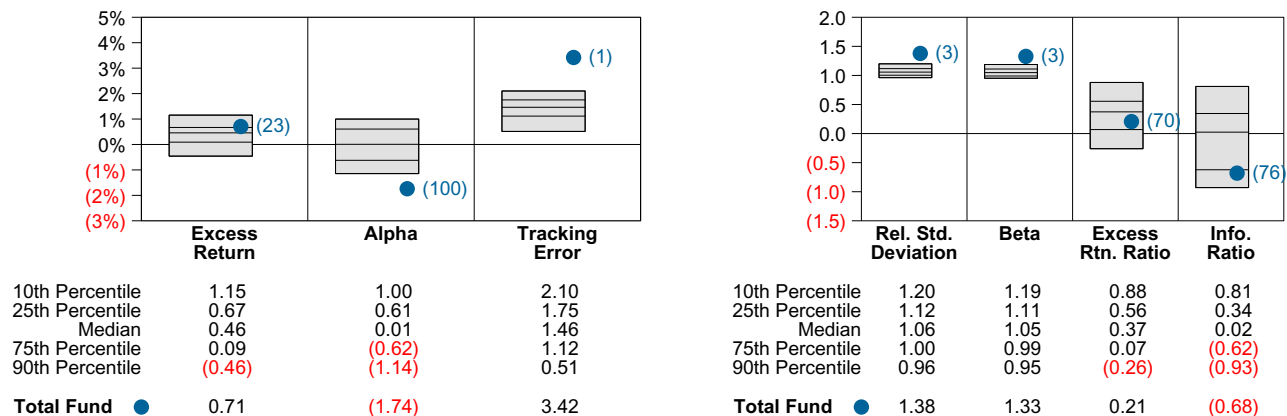 5%
4%
3%
2%
1%
0%
(1%)
(2%)
(3%)
(23)
(100)
(1)
Excess
Return
Alpha
Tracking
Error
10th Percentile 1.15 1.00 2.10
25th Percentile 0.67 0.61 1.75
Median 0.46 0.01 1.46
75th Percentile 0.09 (0.62) 1.12
90th Percentile (0.46) (1.14) 0.51
Total Fund 0.71 (1.74) 3.42
2.0
1.5
1.0
0.5
0.0
(0.5)
(1.0)
(1.5)
(3)
(3)
(70)
(76)
Rel. Std.
Deviation
Beta
Excess
Rtn. Ratio
Info.
Ratio
10th Percentile 1.20 1.19 0.88 0.81
25th Percentile 1.12 1.11 0.56 0.34
Median 1.06 1.05 0.37 0.02
75th Percentile 1.00 0.99 0.07 (0.62)
90th Percentile 0.96 0.95 (0.26) (0.93)
Total Fund 1.38 1.33 0.21 (0.68)